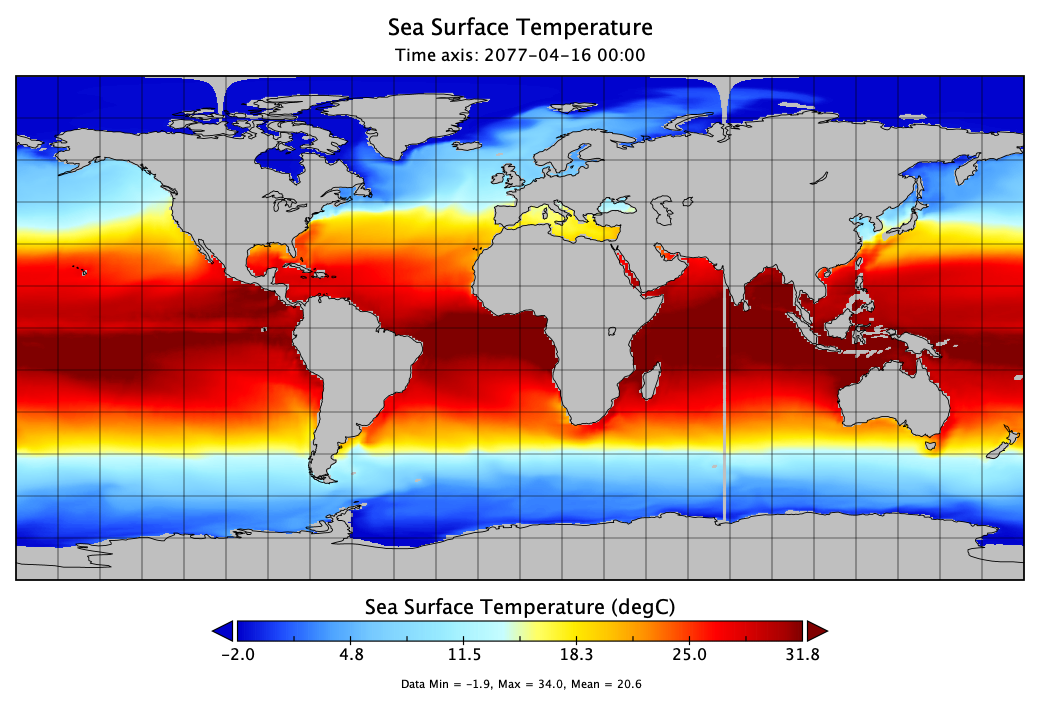 Sea Surface Temperature
Time axis: 2077-04-16 00:00
Sea Surface Temperature (degC)
−2.0 4.8 11.5 18.3 25.0 31.8
Data Min = −1.9, Max = 34.0, Mean = 20.6